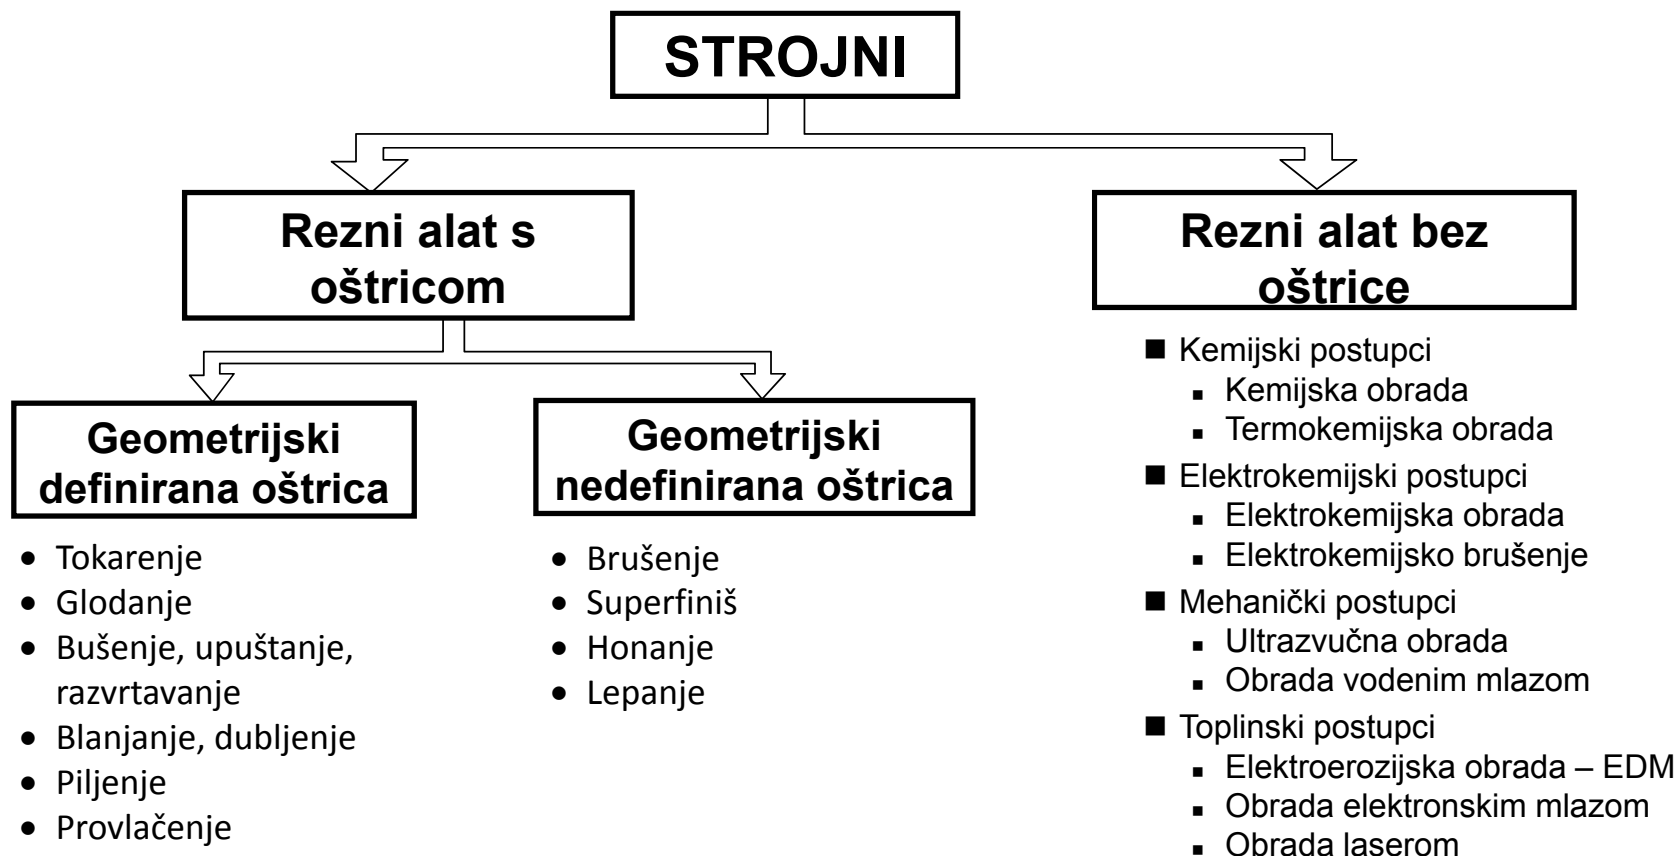 STROJNI
Rezni alat s
oštricom
Rezni alat bez
oštrice
Geometrijski
definirana oštrica
Geometrijski
nedefinirana oštrica
• Tokarenje
• Glodanje
• Bušenje, upuštanje,
razvrtavanje
• Blanjanje, dubljenje
• Piljenje
• Provlačenje
• Brušenje
• Superfiniš
• Honanje
• Lepanje
■ Kemijski postupci
▪ Kemijska obrada
▪ Termokemijska obrada
■ Elektrokemijski postupci
▪ Elektrokemijska obrada
▪ Elektrokemijsko brušenje
■ Mehanički postupci
▪ Ultrazvučna obrada
▪ Obrada vodenim mlazom
■ Toplinski postupci
▪ Elektroerozijska obrada – EDM
▪ Obrada elektronskim mlazom
▪ Obrada laserom